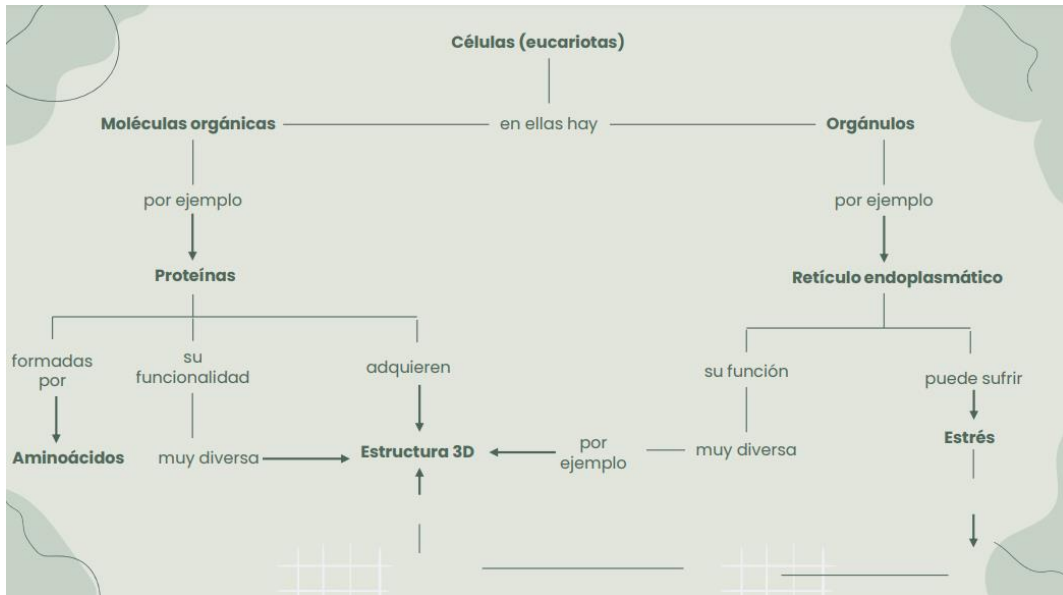 Células (eucariotas)
Moléculas orgánicas
en ellas hay
Orgánulos
por ejemplo
por ejemplo
Proteínas
Retículo endoplasmático
formadas
por
su
funcionalidad
adquieren
su función
puede sufrir
Aminoácidos
muy diversa
Estructura 3D
por
ejemplo
muy diversa
Estrés